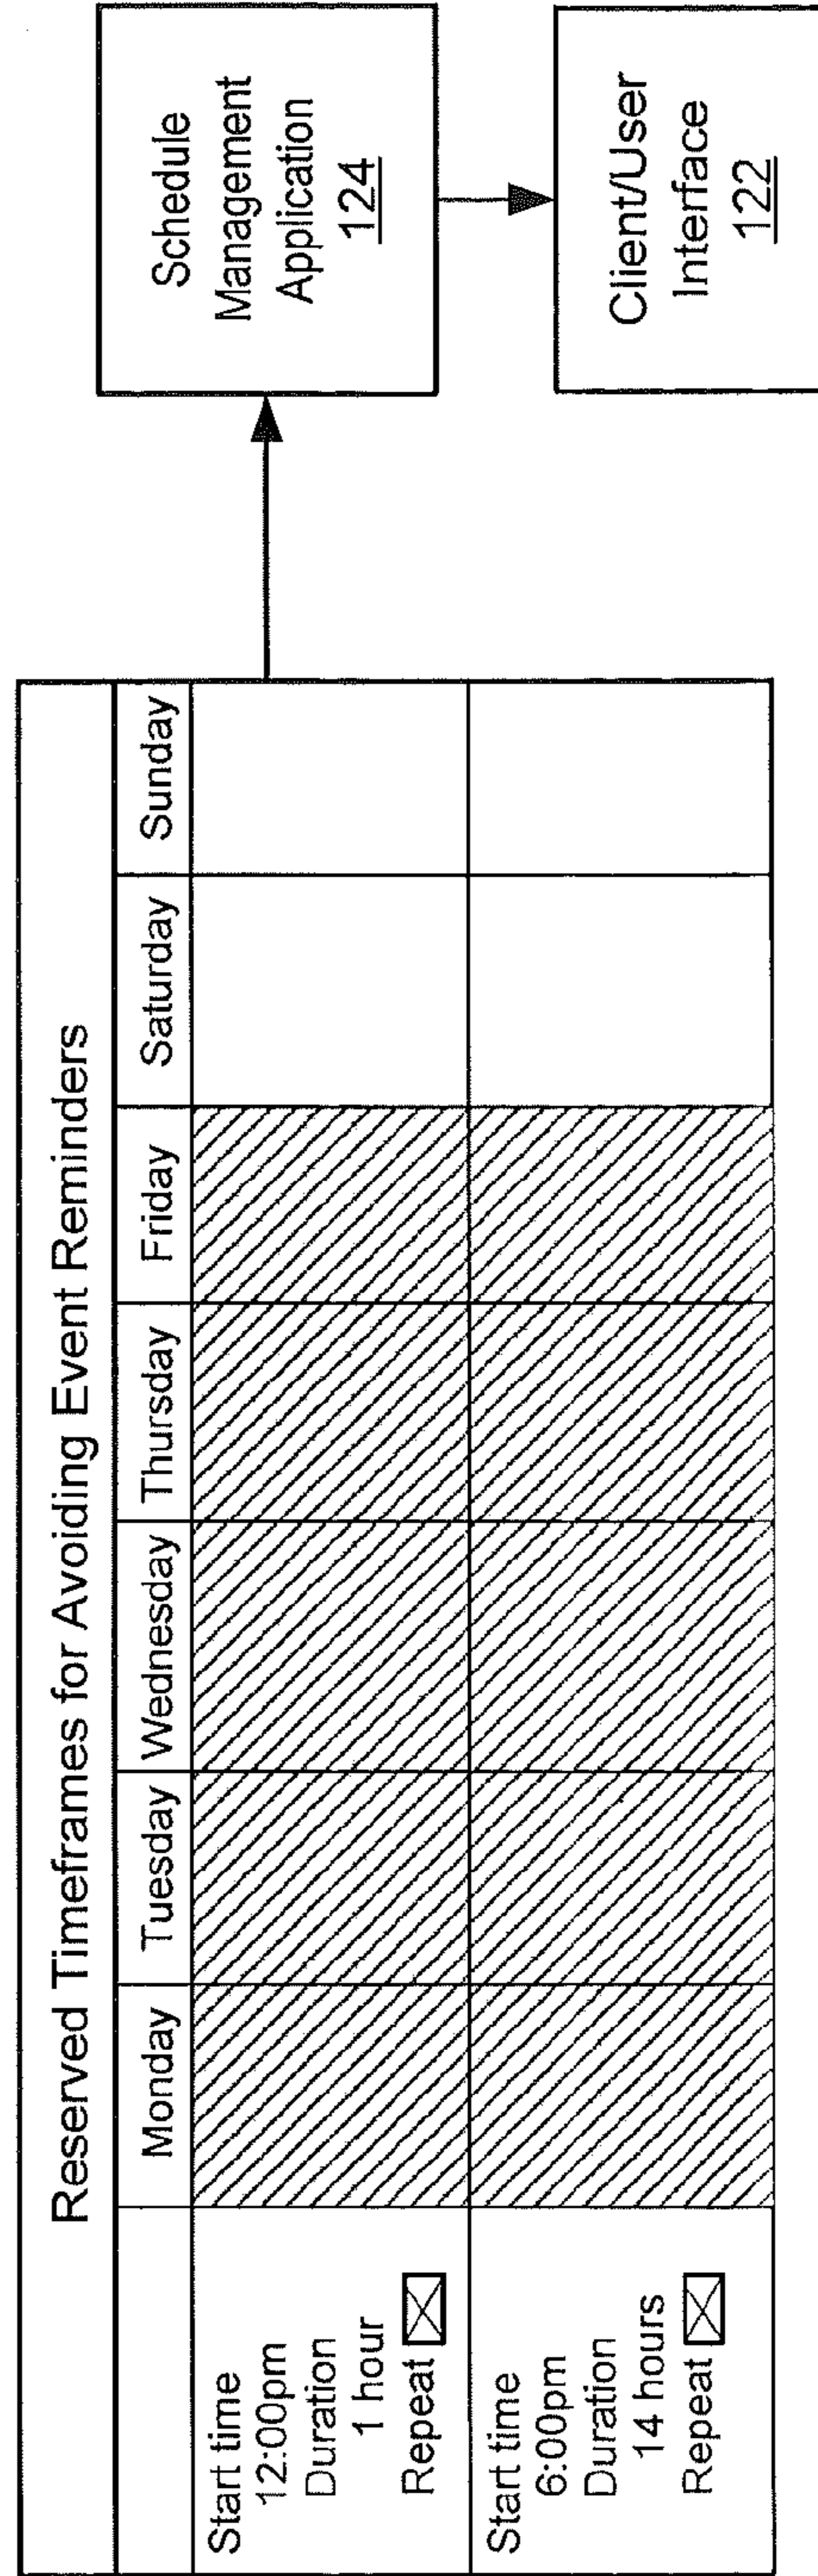 Reserved Timeframes for Avoiding Event Reminders
Monday Tuesday Wednesday Thursday Friday Saturday Sunday
Start time
12:00pm
Duration
1 hour
Repeat
Start time
6:00pm
Duration
14 hours
Repeat
Schedule
Management
Application
124
Client/User
Interface
122